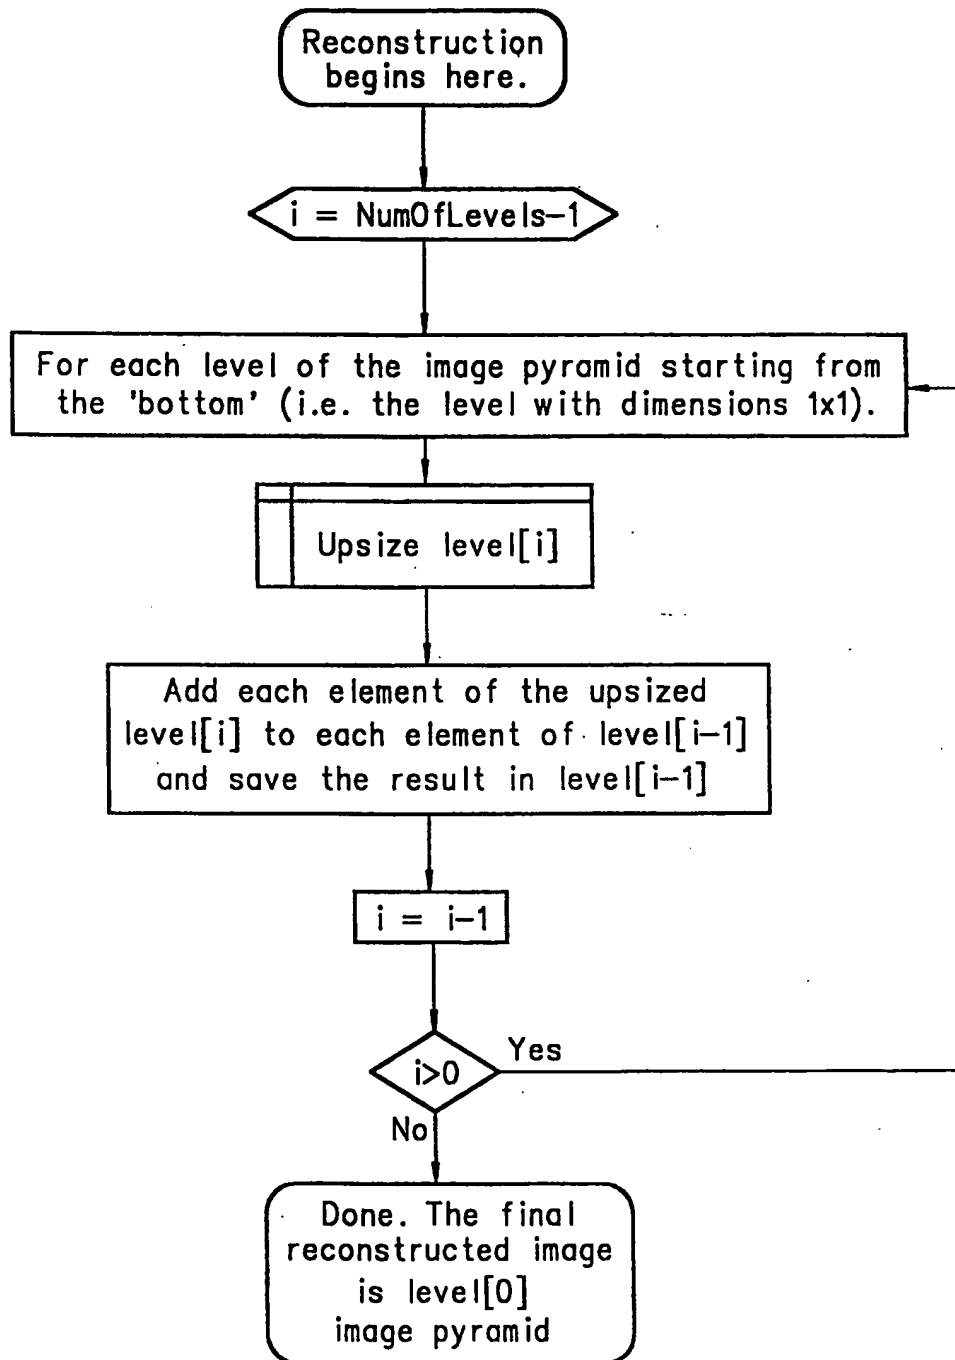 Reconstruction
begins here.
i = NumOfLevels-1
For each level of the image pyramid starting from
the 'bottom' (i.e. the level with dimensions 1x1).
Upsize level[i]
Add each element of the upsized
level[i] to each element of level[i-1]
and save the result in level[i-1]
i = i-1
i>0
Yes
No
Done. The final
reconstructed image
is level[0]
image pyramid